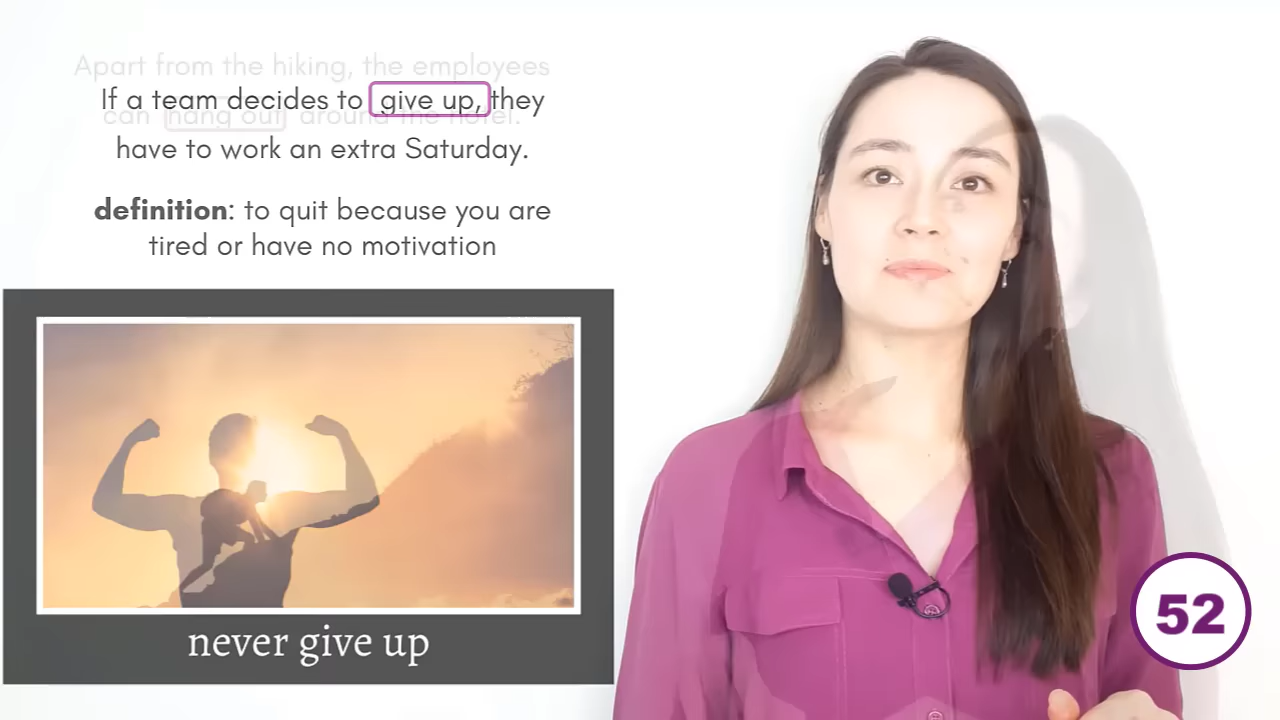 Apart from the hiking, the employees
can hang out around the hotel.
If a team decides to give up, they
have to work an extra Saturday.
definition: to quit because you are
tired or have no motivation
never give up
52